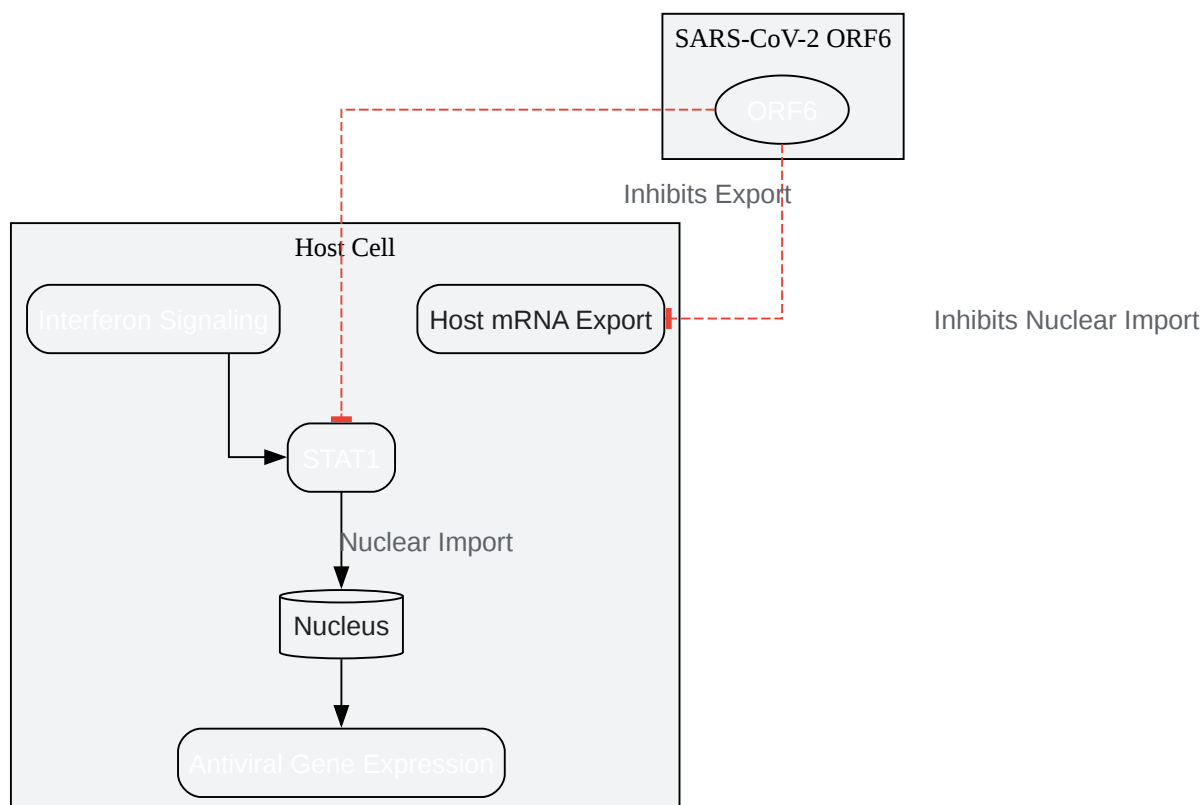 SARS-CoV-2 ORF6
ORF6
Inhibits Export
Host Cell
Interferon Signaling
Host mRNA Export
Inhibits Nuclear Import
STAT1
Nuclear Import
Nucleus
Antiviral Gene Expression